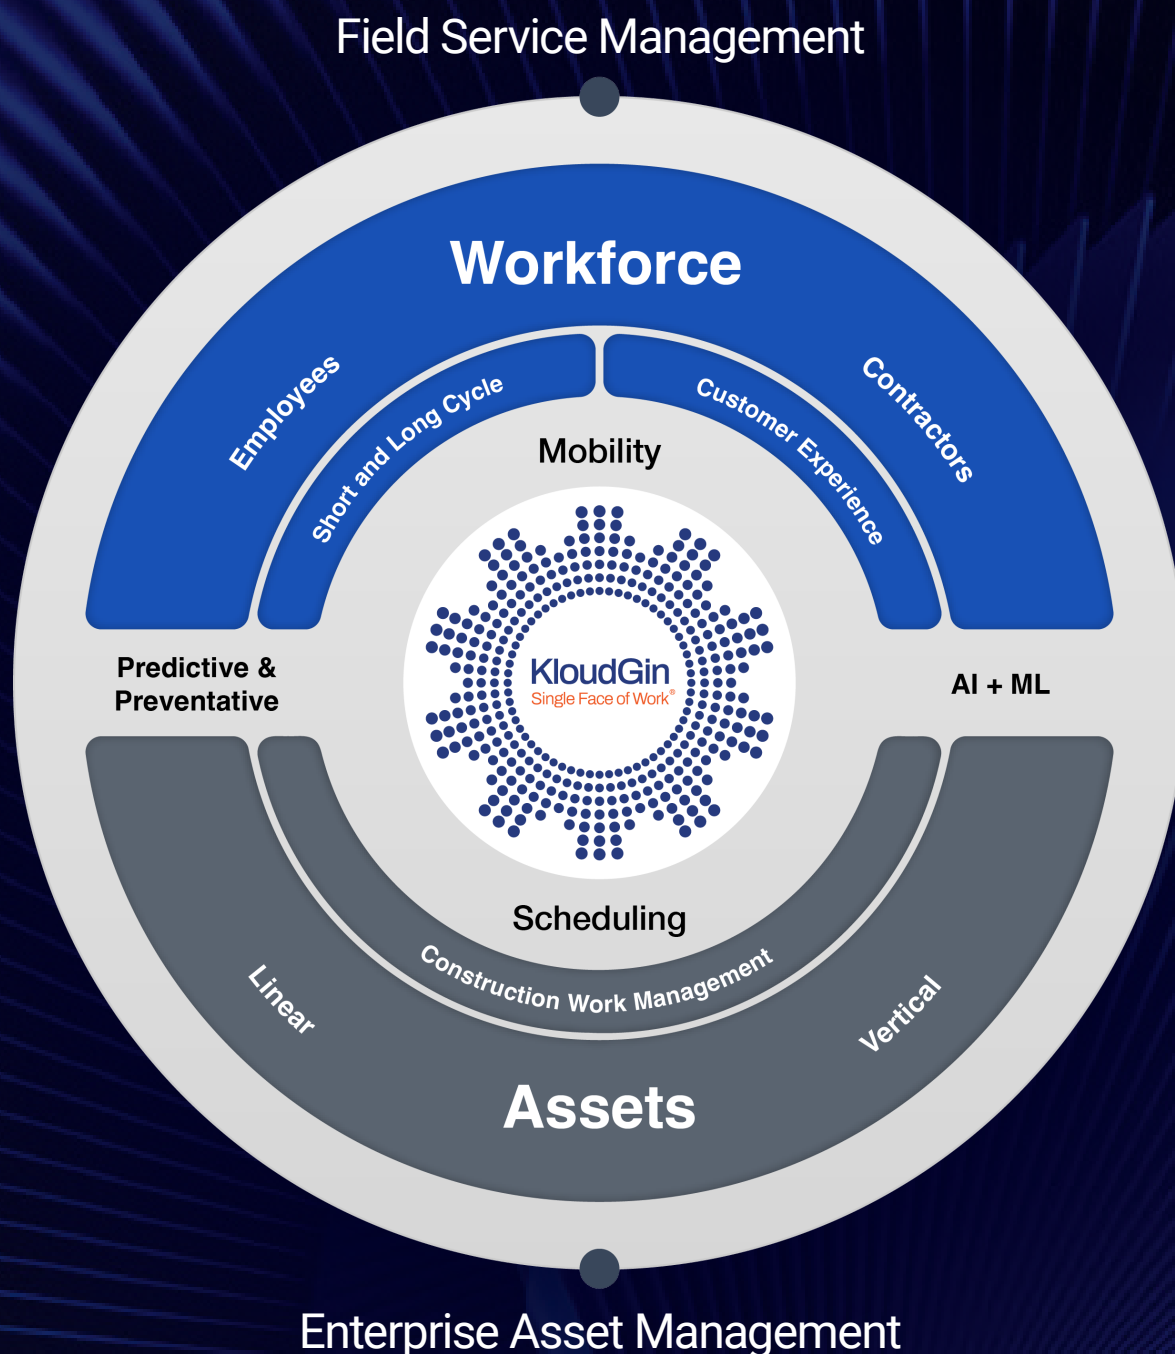 Field Service Management
Workforce
Employees
Contractors
Short and Long Cycle
Customer Experience
Mobility
Predictive &
Preventative
KloudGin
Single Face of Work®
AI + ML
Scheduling
Construction Work Management
Linear
Vertical
Assets
Enterprise Asset Management